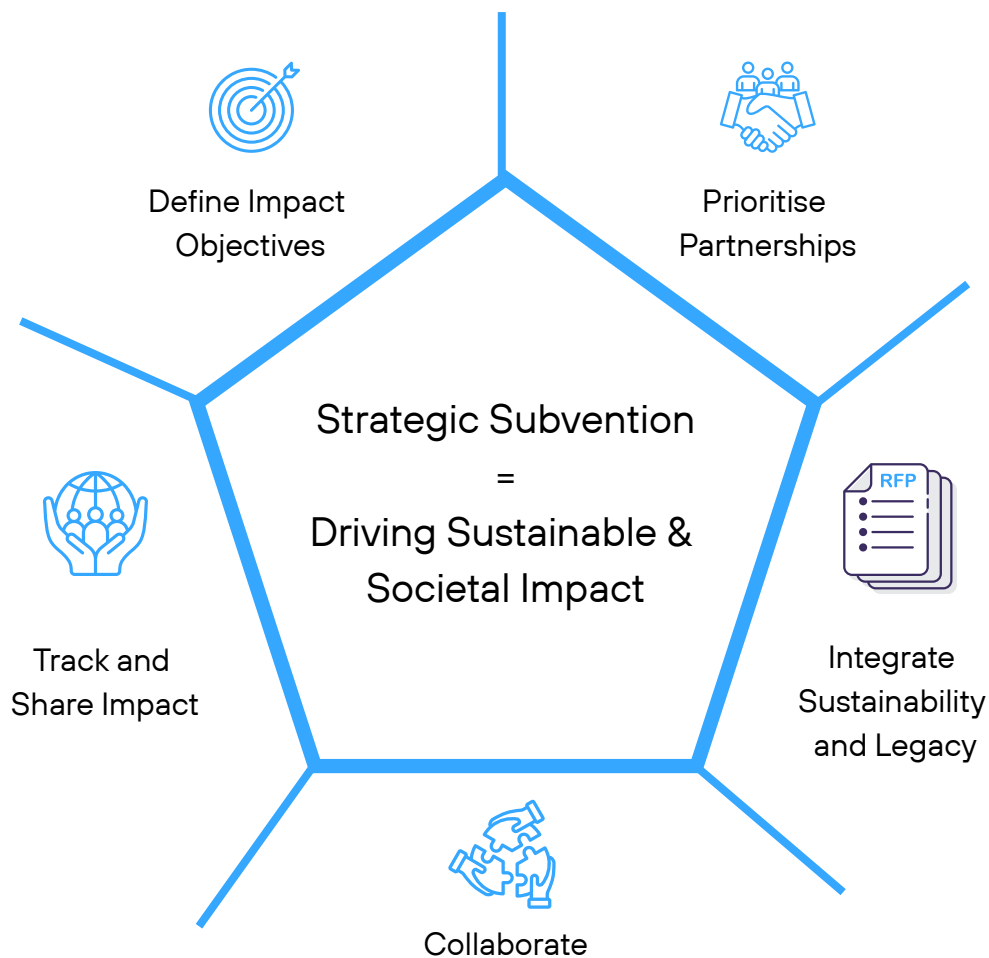 Define Impact
Objectives
Prioritise
Partnerships
Strategic Subvention
=
Driving Sustainable &
Societal Impact
RFP
Track and
Share Impact
Integrate
Sustainability
and Legacy
Collaborate